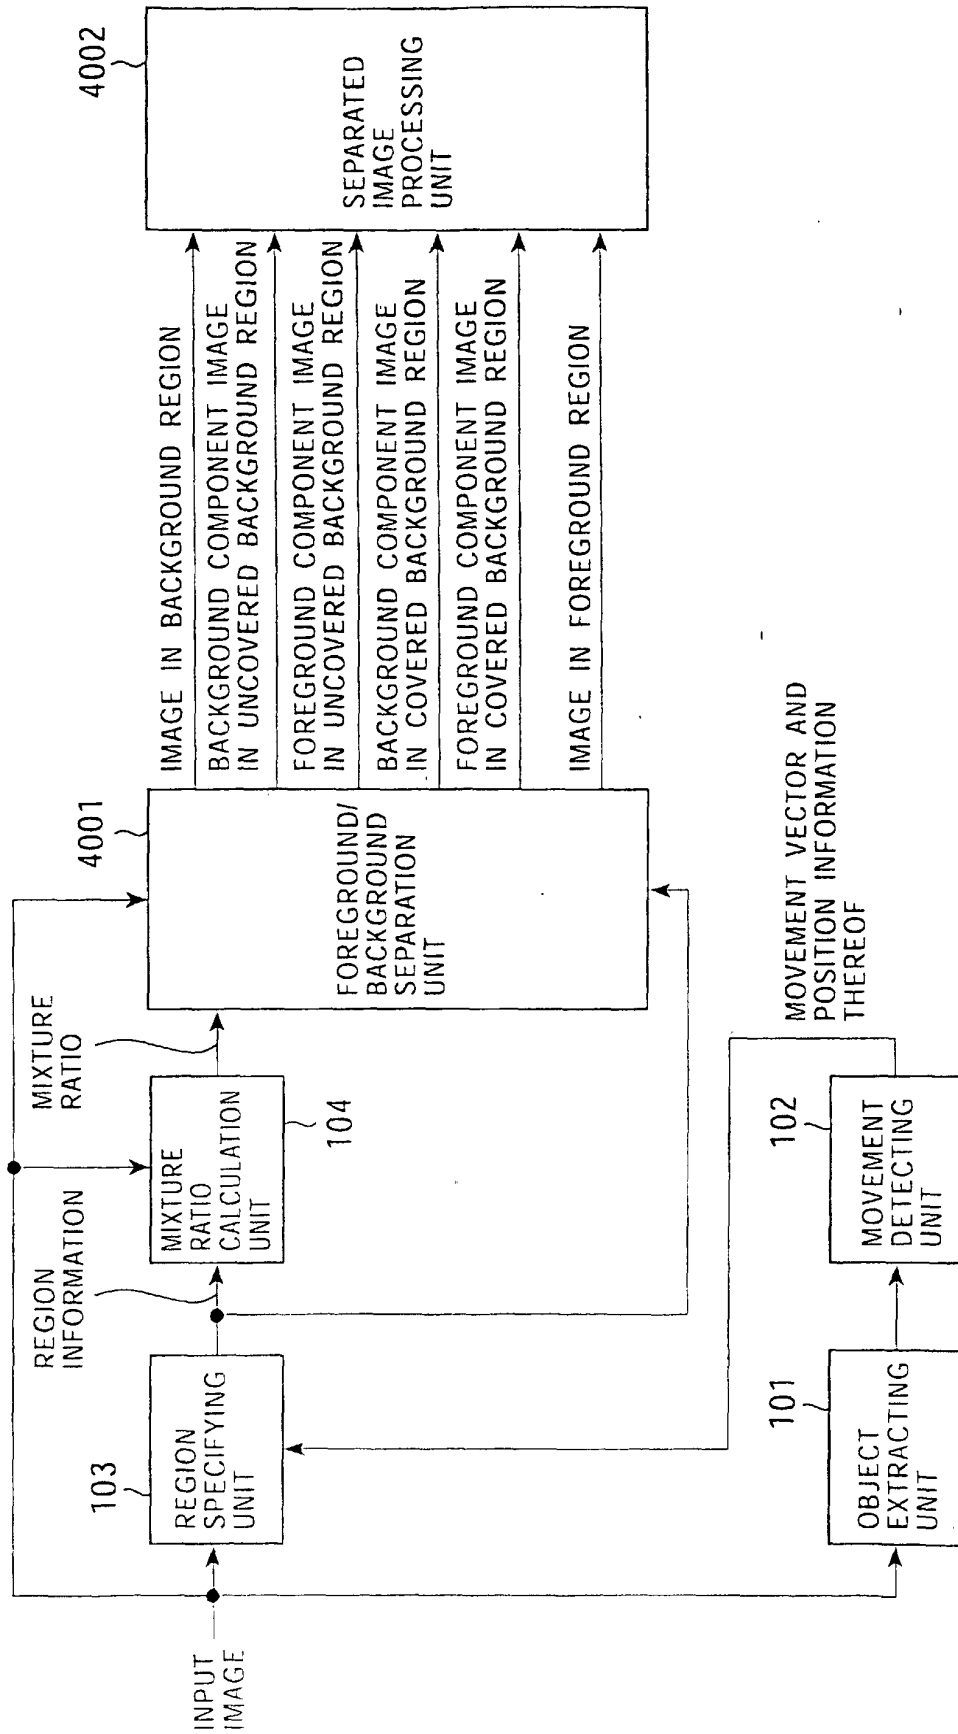 INPUT
IMAGE
103
REGION
SPECIFYING
UNIT
REGION
INFORMATION
MIXTURE
RATIO
CALCULATION
UNIT
104
MIXTURE
RATIO
4001
FOREGROUND/
BACKGROUND
SEPARATION
UNIT
IMAGE IN BACKGROUND REGION
BACKGROUND COMPONENT IMAGE
IN UNCOVERED BACKGROUND REGION
FOREGROUND COMPONENT IMAGE
IN UNCOVERED BACKGROUND REGION
BACKGROUND COMPONENT IMAGE
IN COVERED BACKGROUND REGION
FOREGROUND COMPONENT IMAGE
IN COVERED BACKGROUND REGION
IMAGE IN FOREGROUND REGION
4002
SEPARATED
IMAGE
PROCESSING
UNIT
101
OBJECT
EXTRACTING
UNIT
102
MOVEMENT
DETECTING
UNIT
MOVEMENT VECTOR AND
POSITION INFORMATION
THEREOF